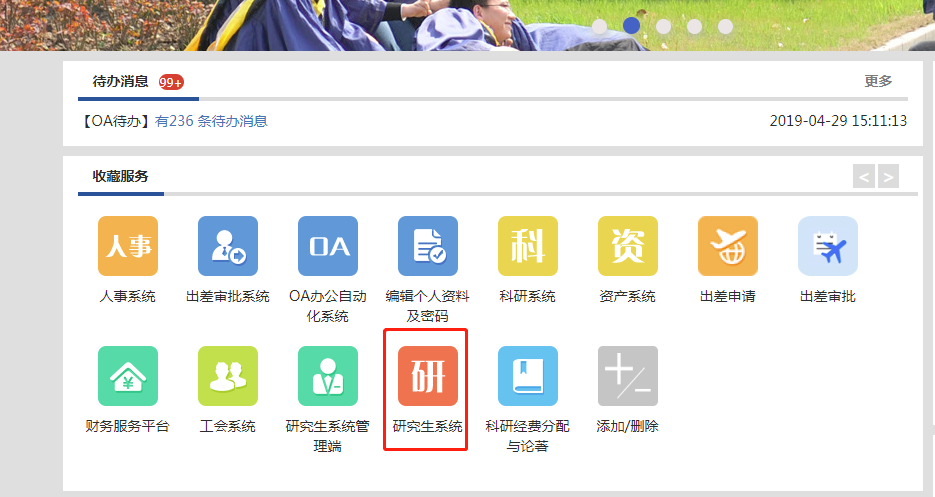 待办消息 99+ 更多
【OA待办】有236 条待办消息 2019-04-29 15:11:13
收藏服务 < >
人事 OA 科 资
人事系统 出差审批系统 OA办公自动 编辑个人资料 科研系统 资产系统 出差申请 出差审批
化系统 及密码
¥ 研
财务服务平台 工会系统 研究生系统管 研究生系统 科研经费分配 添加/删除
理端 与论著